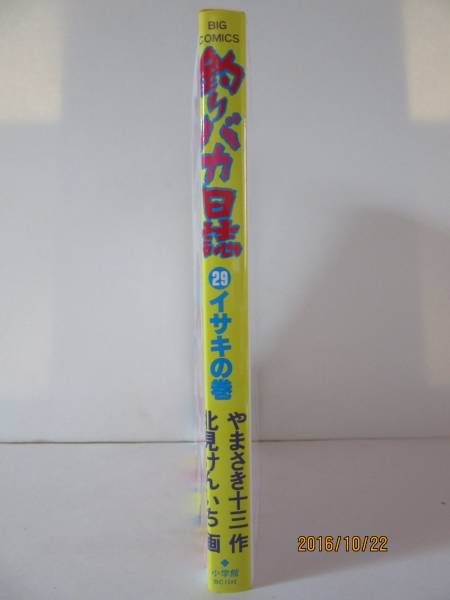 BIG
COMICS
釣りバカ日誌
29
イサキの巻
やまさき十三 作
北見けんいち 画
小学館
2016/10/22